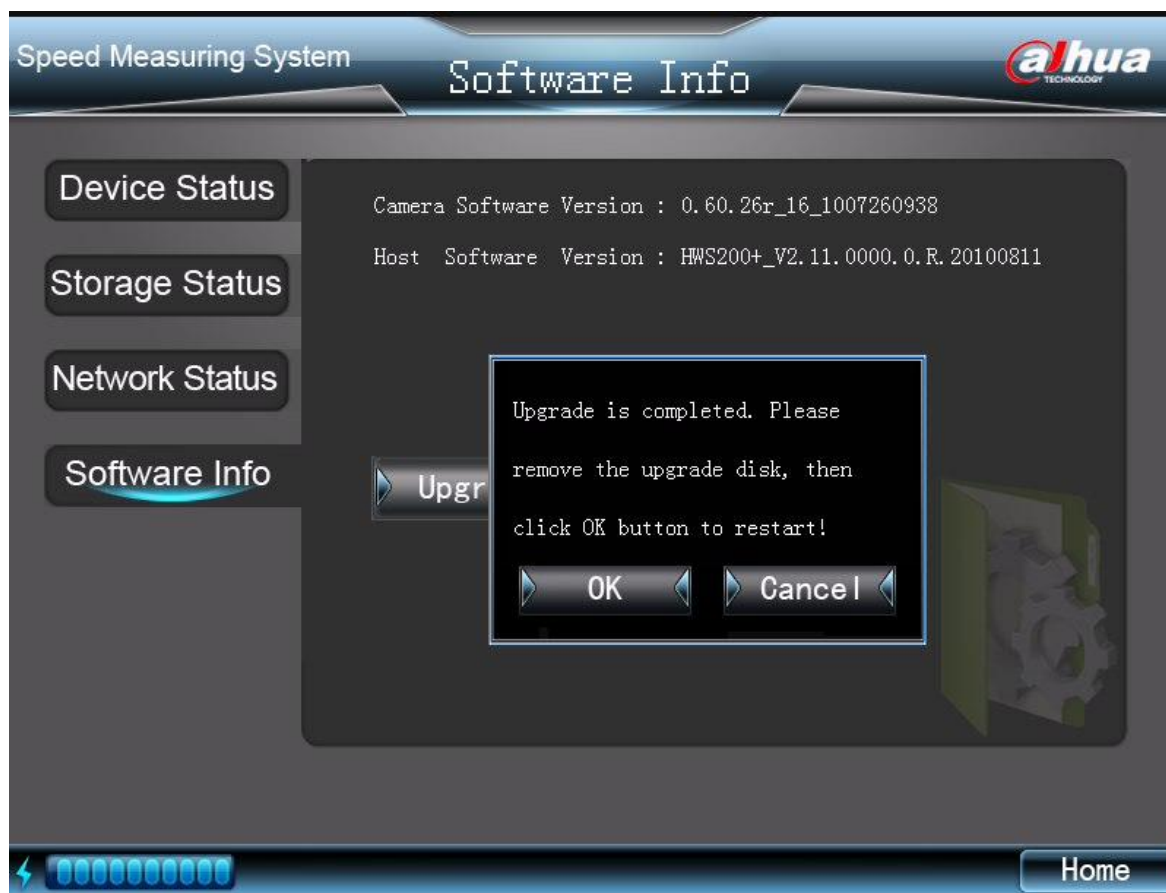 Speed Measuring System
Software Info
alhua
TECHNOLOGY
Device Status
Storage Status
Network Status
Software Info
Camera Software Version : 0.60.26r_16_1007260938
Host Software Version : HWS200+_V2.11.0000.0.R.20100811
Upgr
Upgrade is completed. Please
remove the upgrade disk, then
click OK button to restart!
OK
Cancel
Home